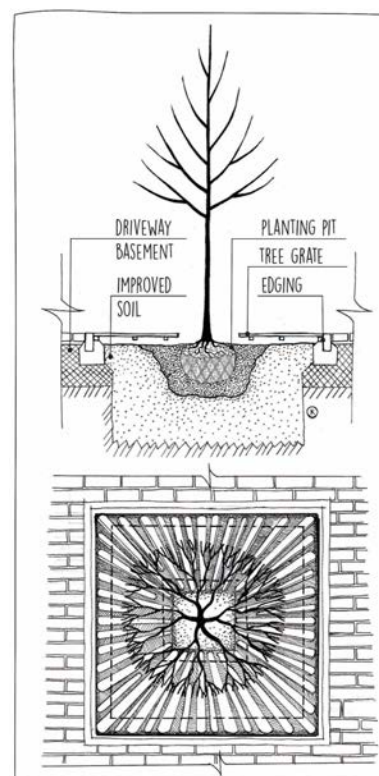 DRIVEWAY
BASEMENT
IMPROVED
SOIL
PLANTING PIT
TREE GRATE
EDGING
K